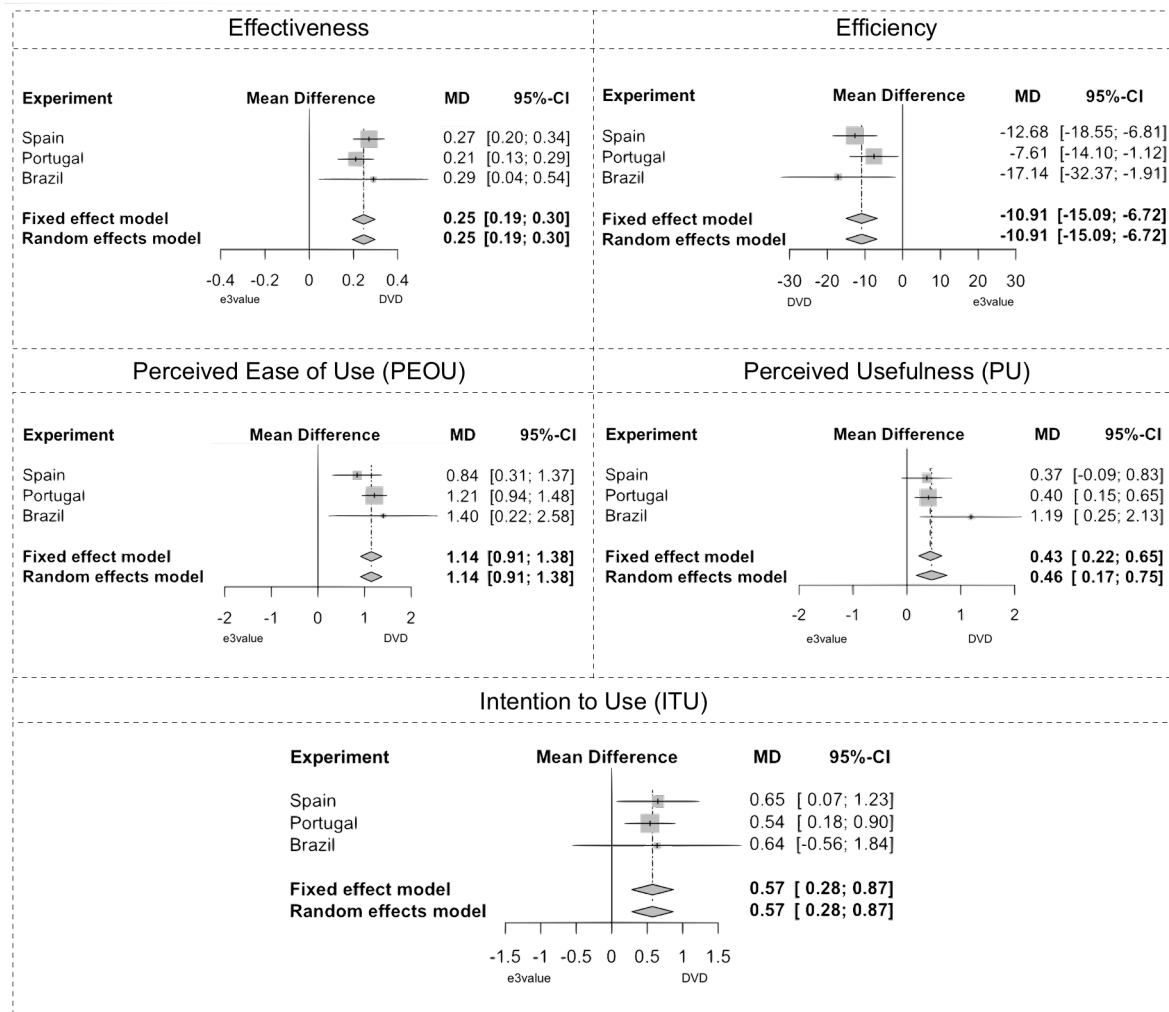 Effectiveness
Experiment Mean Difference MD 95%-CI
Spain 0.27 [0.20; 0.34]
Portugal 0.21 [0.13; 0.29]
Brazil 0.29 [0.04; 0.54]
Fixed effect model 0.25 [0.19; 0.30]
Random effects model 0.25 [0.19; 0.30]
-0.4 -0.2 0 0.2 0.4
e3value DVD
Efficiency
Experiment Mean Difference MD 95%-CI
Spain -12.68 [-18.55; -6.81]
Portugal -7.61 [-14.10; -1.12]
Brazil -17.14 [-32.37; -1.91]
Fixed effect model -10.91 [-15.09; -6.72]
Random effects model -10.91 [-15.09; -6.72]
-30 -20 -10 0 10 20 30
DVD e3value
Perceived Ease of Use (PEOU)
Experiment Mean Difference MD 95%-CI
Spain 0.84 [0.31; 1.37]
Portugal 1.21 [0.94; 1.48]
Brazil 1.40 [0.22; 2.58]
Fixed effect model 1.14 [0.91; 1.38]
Random effects model 1.14 [0.91; 1.38]
-2 -1 0 1 2
e3value DVD
Perceived Usefulness (PU)
Experiment Mean Difference MD 95%-CI
Spain 0.37 [-0.09; 0.83]
Portugal 0.40 [ 0.15; 0.65]
Brazil 1.19 [ 0.25; 2.13]
Fixed effect model 0.43 [ 0.22; 0.65]
Random effects model 0.46 [ 0.17; 0.75]
-2 -1 0 1 2
e3value DVD
Intention to Use (ITU)
Experiment Mean Difference MD 95%-CI
Spain 0.65 [ 0.07; 1.23]
Portugal 0.54 [ 0.18; 0.90]
Brazil 0.64 [-0.56; 1.84]
Fixed effect model 0.57 [ 0.28; 0.87]
Random effects model 0.57 [ 0.28; 0.87]
-1.5 -1 -0.5 0 0.5 1 1.5
e3value DVD